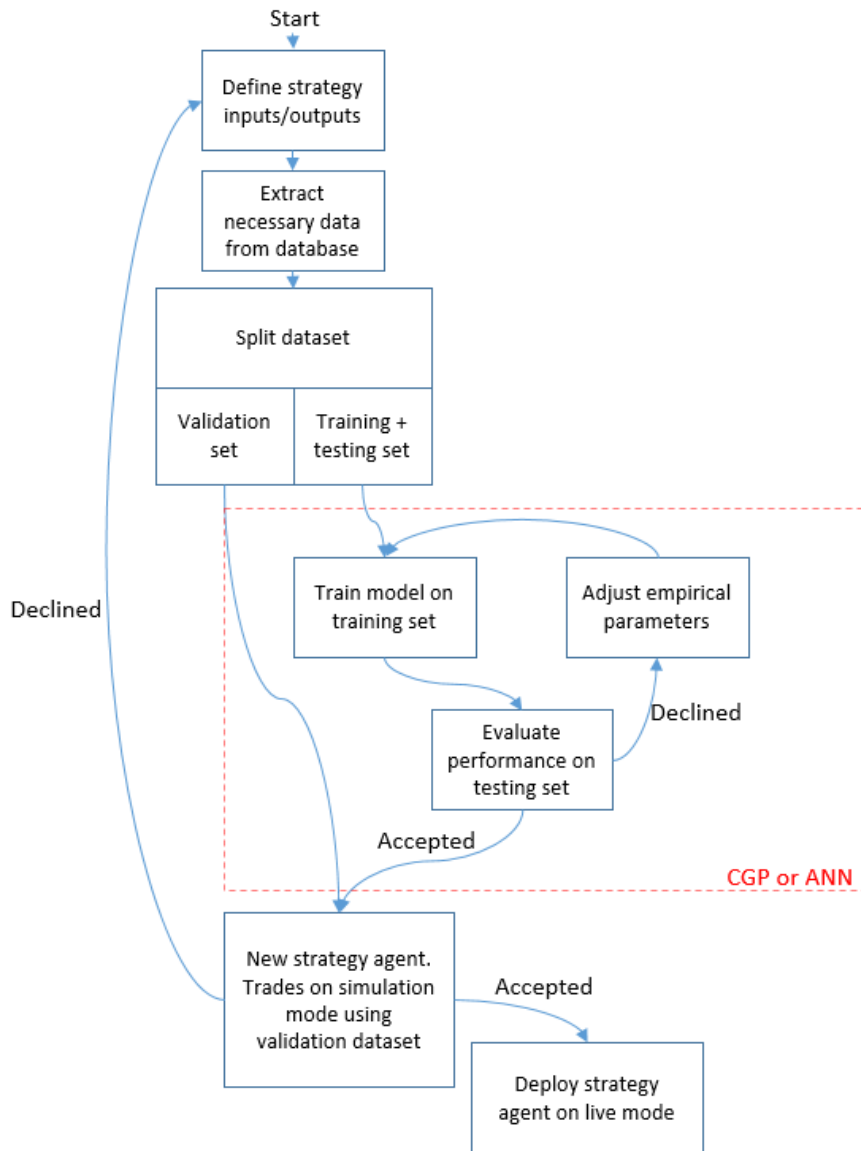 Start
Define strategy
inputs/outputs
Extract
necessary data
from database
Split dataset
Validation
set
Training +
testing set
Train model on
training set
Adjust empirical
parameters
Declined
Evaluate
performance on
testing set
Declined
Accepted
CGP or ANN
New strategy agent.
Trades on simulation
mode using
validation dataset
Accepted
Deploy strategy
agent on live mode